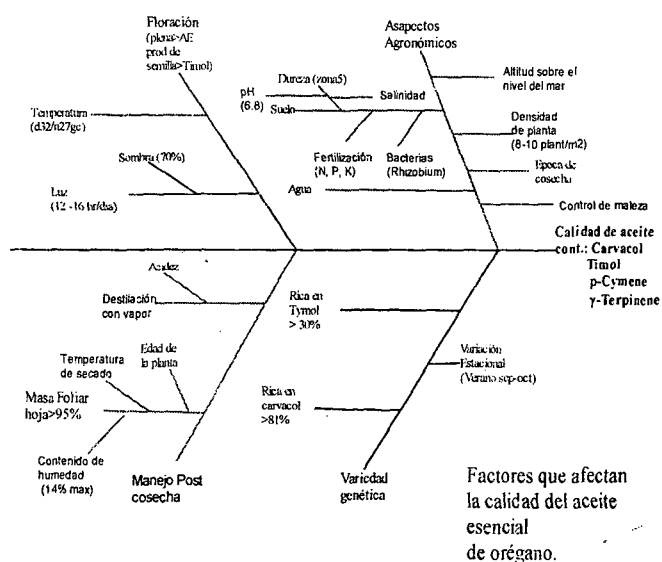 Floración
(plena>AE
prod de
semilla>Timol)
Temperatura
(d32/n27gc)
Sombra (70%)
Luz
(12 -16 hr/dia)
Asapectos
Agronómicos
Dureza (zona5)
pH
(6.8)
Salinidad
Suelo
Fertilización
(N, P, K)
Bacterias
(Rhizobium)
Agua
Altitud sobre el
nivel del mar
Densidad
de planta
(8-10 plant/m2)
Epoca de
cosecha
Control de maleza
Calidad de aceite
cont.: Carvacol
Timol
p-Cymene
γ-Terpinene
Acidez
Destilación
con vapor
Edad de
la planta
Temperatura
de secado
Masa Foliar
hoja>95%
Contenido de
humedad
(14% max)
Manejo Post
cosecha
Rica en
Tymol
> 30%
Variación
Estacional
(Verano sep-oct)
Rica en
carvacol
>81%
Variedad
genética
Factores que afectan
la calidad del aceite
esencial
de orégano.